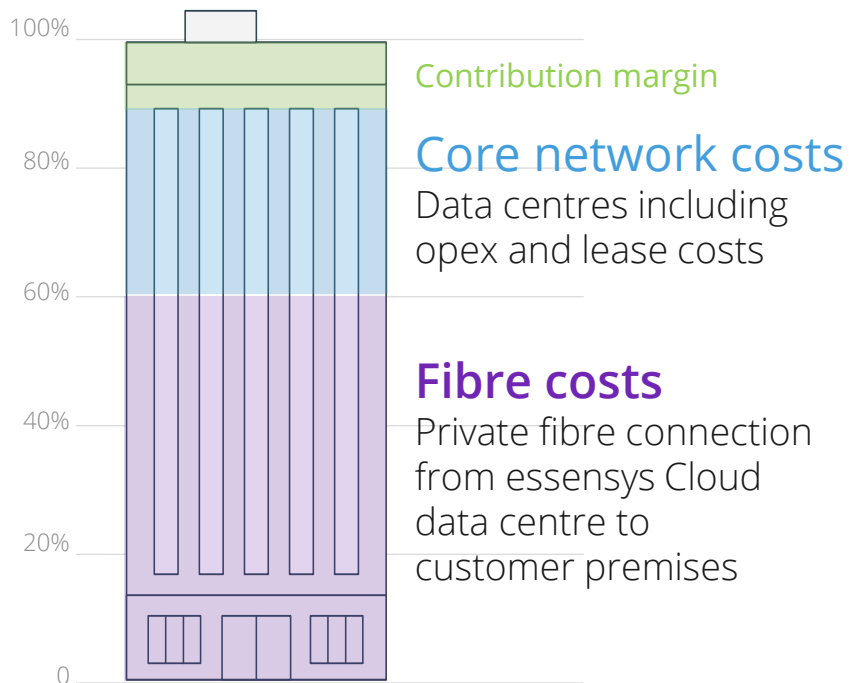 100%
Contribution margin
Core network costs
80%
Data centres including
opex and lease costs
60%
Fibre costs
40%
Private fibre connection
from essensys Cloud
data centre to
20%
customer premises
0